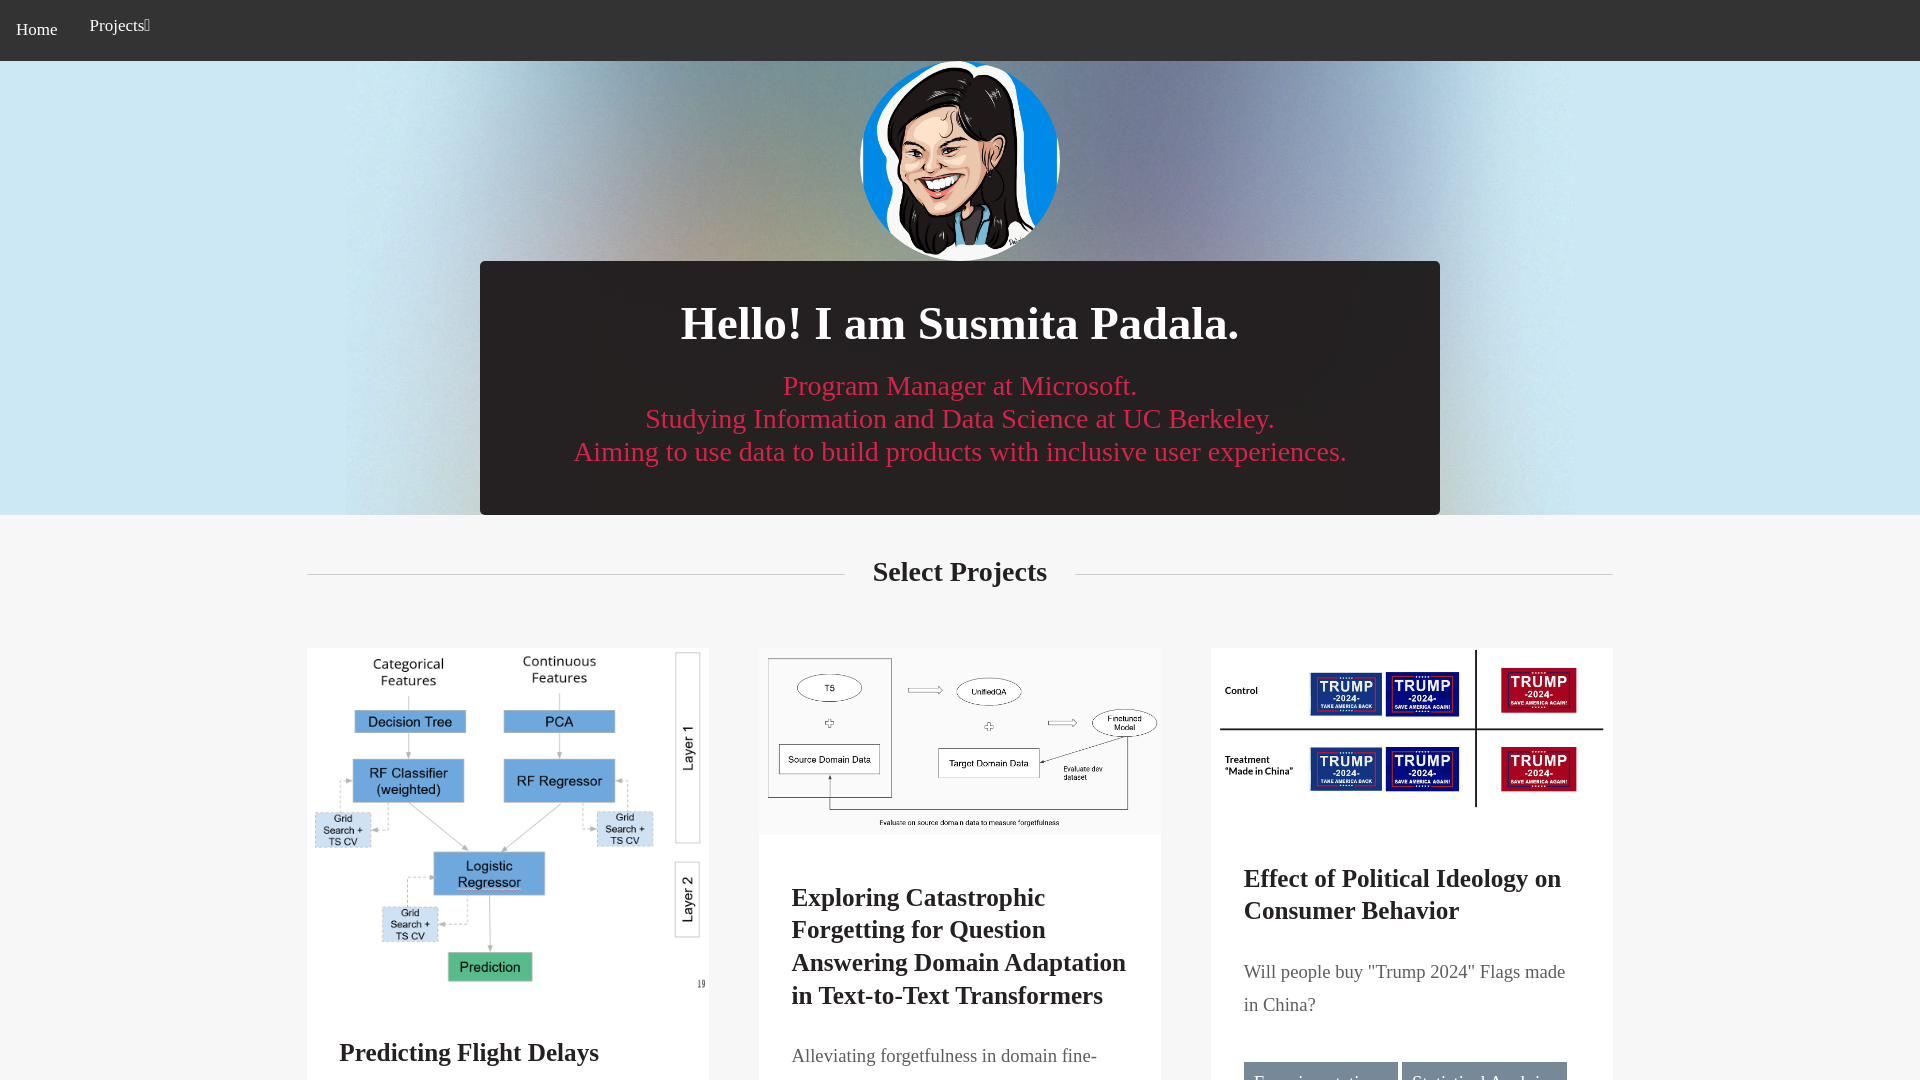 Home
Projects
Hello! I am Susmita Padala.
Program Manager at Microsoft.
Studying Information and Data Science at UC Berkeley.
Aiming to use data to build products with inclusive user experiences.
Select Projects
Categorical
Features
Continuous
Features
Decision Tree
PCA
Layer 1
RF Classifier
(weighted)
RF Regressor
Grid
Search +
TS CV
Grid
Search +
TS CV
Logistic
Regressor
Layer 2
Grid
Search +
TS CV
Prediction
19
Predicting Flight Delays
T5
UnifiedQA
Finetuned
Model
Source Domain Data
Target Domain Data
Evaluate dev
dataset
Evaluate on source domain data to measure forgetfulness
Exploring Catastrophic
Forgetting for Question
Answering Domain Adaptation
in Text-to-Text Transformers
Alleviating forgetfulness in domain fine-
Control
TRUMP
-2024-
TAKE AMERICA BACK
TRUMP
-2024-
SAVE AMERICA AGAIN!
TRUMP
-2024-
SAVE AMERICA AGAIN!
Treatment
"Made in China"
TRUMP
-2024-
TAKE AMERICA BACK
TRUMP
-2024-
SAVE AMERICA AGAIN!
TRUMP
-2024-
SAVE AMERICA AGAIN!
Effect of Political Ideology on
Consumer Behavior
Will people buy "Trump 2024" Flags made
in China?